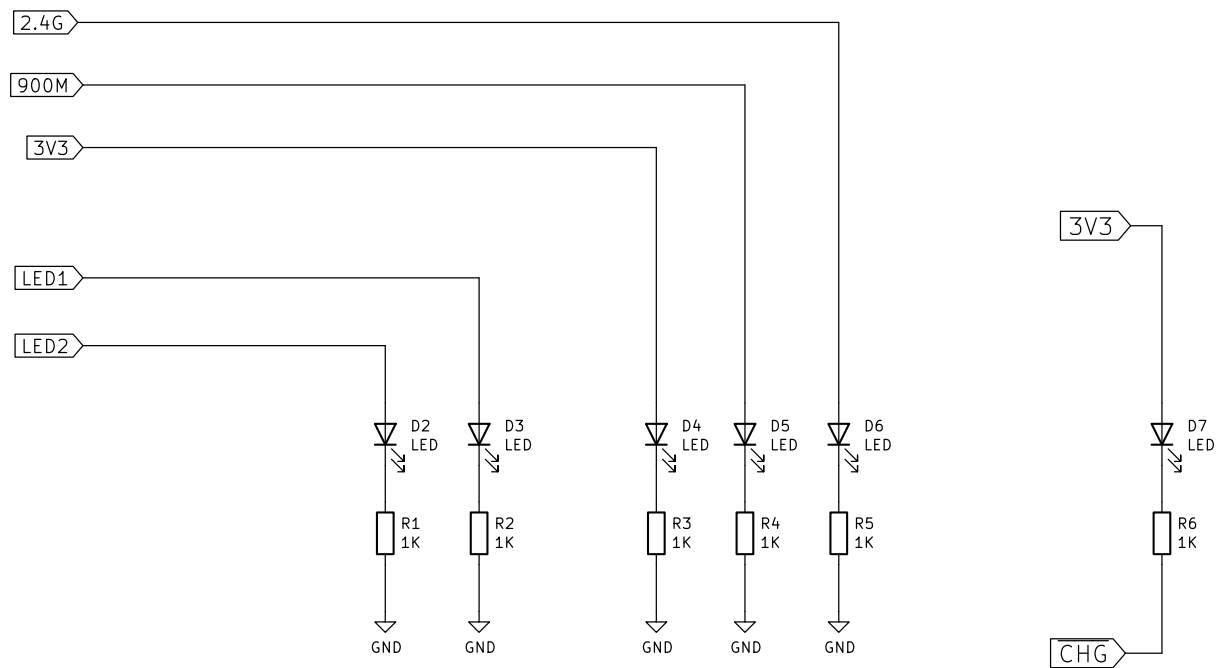 2.4G
900M
3V3
3V3
LED1
LED2
D2
LED
D3
LED
D4
LED
D5
LED
D6
LED
D7
LED
R1
1K
R2
1K
R3
1K
R4
1K
R5
1K
R6
1K
GND
GND
GND
GND
GND
CHG